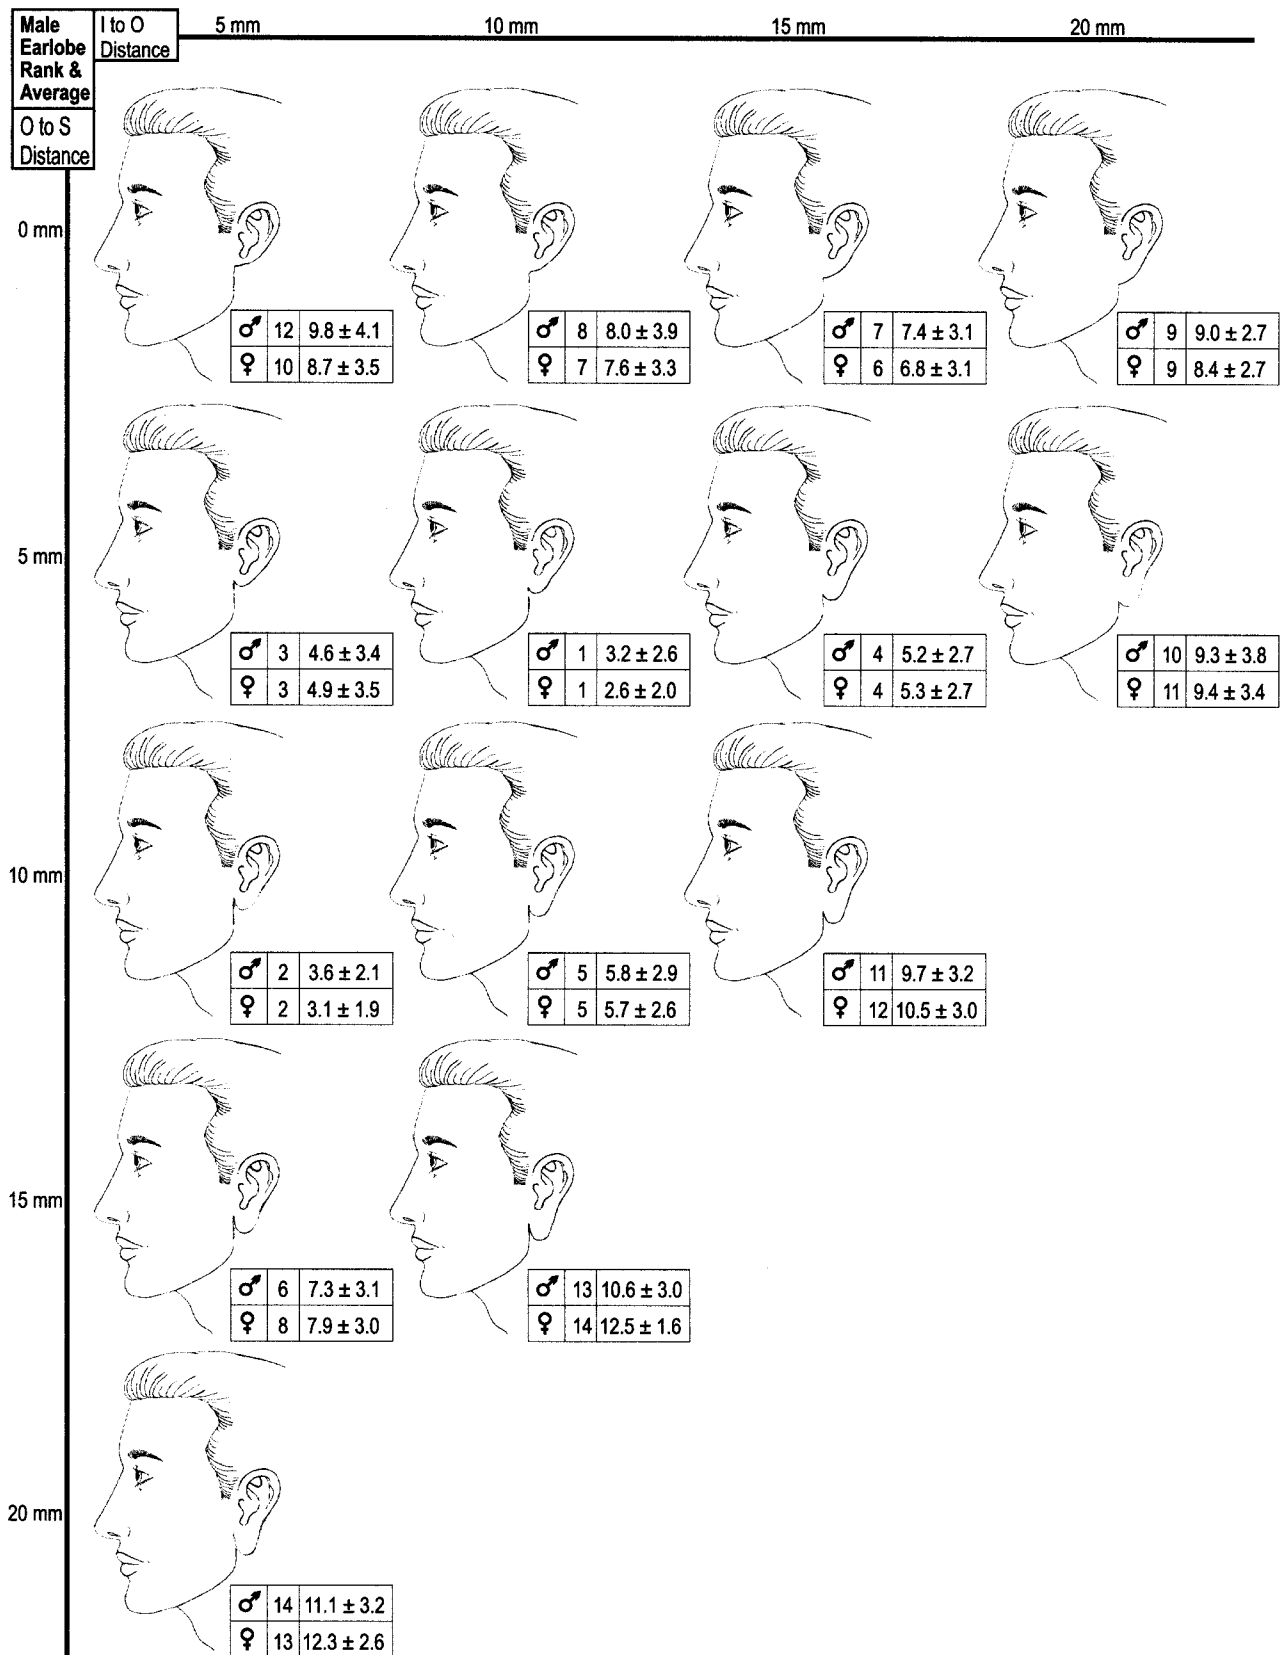 Male
Earlobe
Rank &
Average
I to O
Distance
5 mm 10 mm 15 mm 20 mm
O to S
Distance
0 mm
♂ 12 9.8 ± 4.1
♀ 10 8.7 ± 3.5
♂ 8 8.0 ± 3.9
♀ 7 7.6 ± 3.3
♂ 7 7.4 ± 3.1
♀ 6 6.8 ± 3.1
♂ 9 9.0 ± 2.7
♀ 9 8.4 ± 2.7
5 mm
♂ 3 4.6 ± 3.4
♀ 3 4.9 ± 3.5
♂ 1 3.2 ± 2.6
♀ 1 2.6 ± 2.0
♂ 4 5.2 ± 2.7
♀ 4 5.3 ± 2.7
♂ 10 9.3 ± 3.8
♀ 11 9.4 ± 3.4
10 mm
♂ 2 3.6 ± 2.1
♀ 2 3.1 ± 1.9
♂ 5 5.8 ± 2.9
♀ 5 5.7 ± 2.6
♂ 11 9.7 ± 3.2
♀ 12 10.5 ± 3.0
15 mm
♂ 6 7.3 ± 3.1
♀ 8 7.9 ± 3.0
♂ 13 10.6 ± 3.0
♀ 14 12.5 ± 1.6
20 mm
♂ 14 11.1 ± 3.2
♀ 13 12.3 ± 2.6